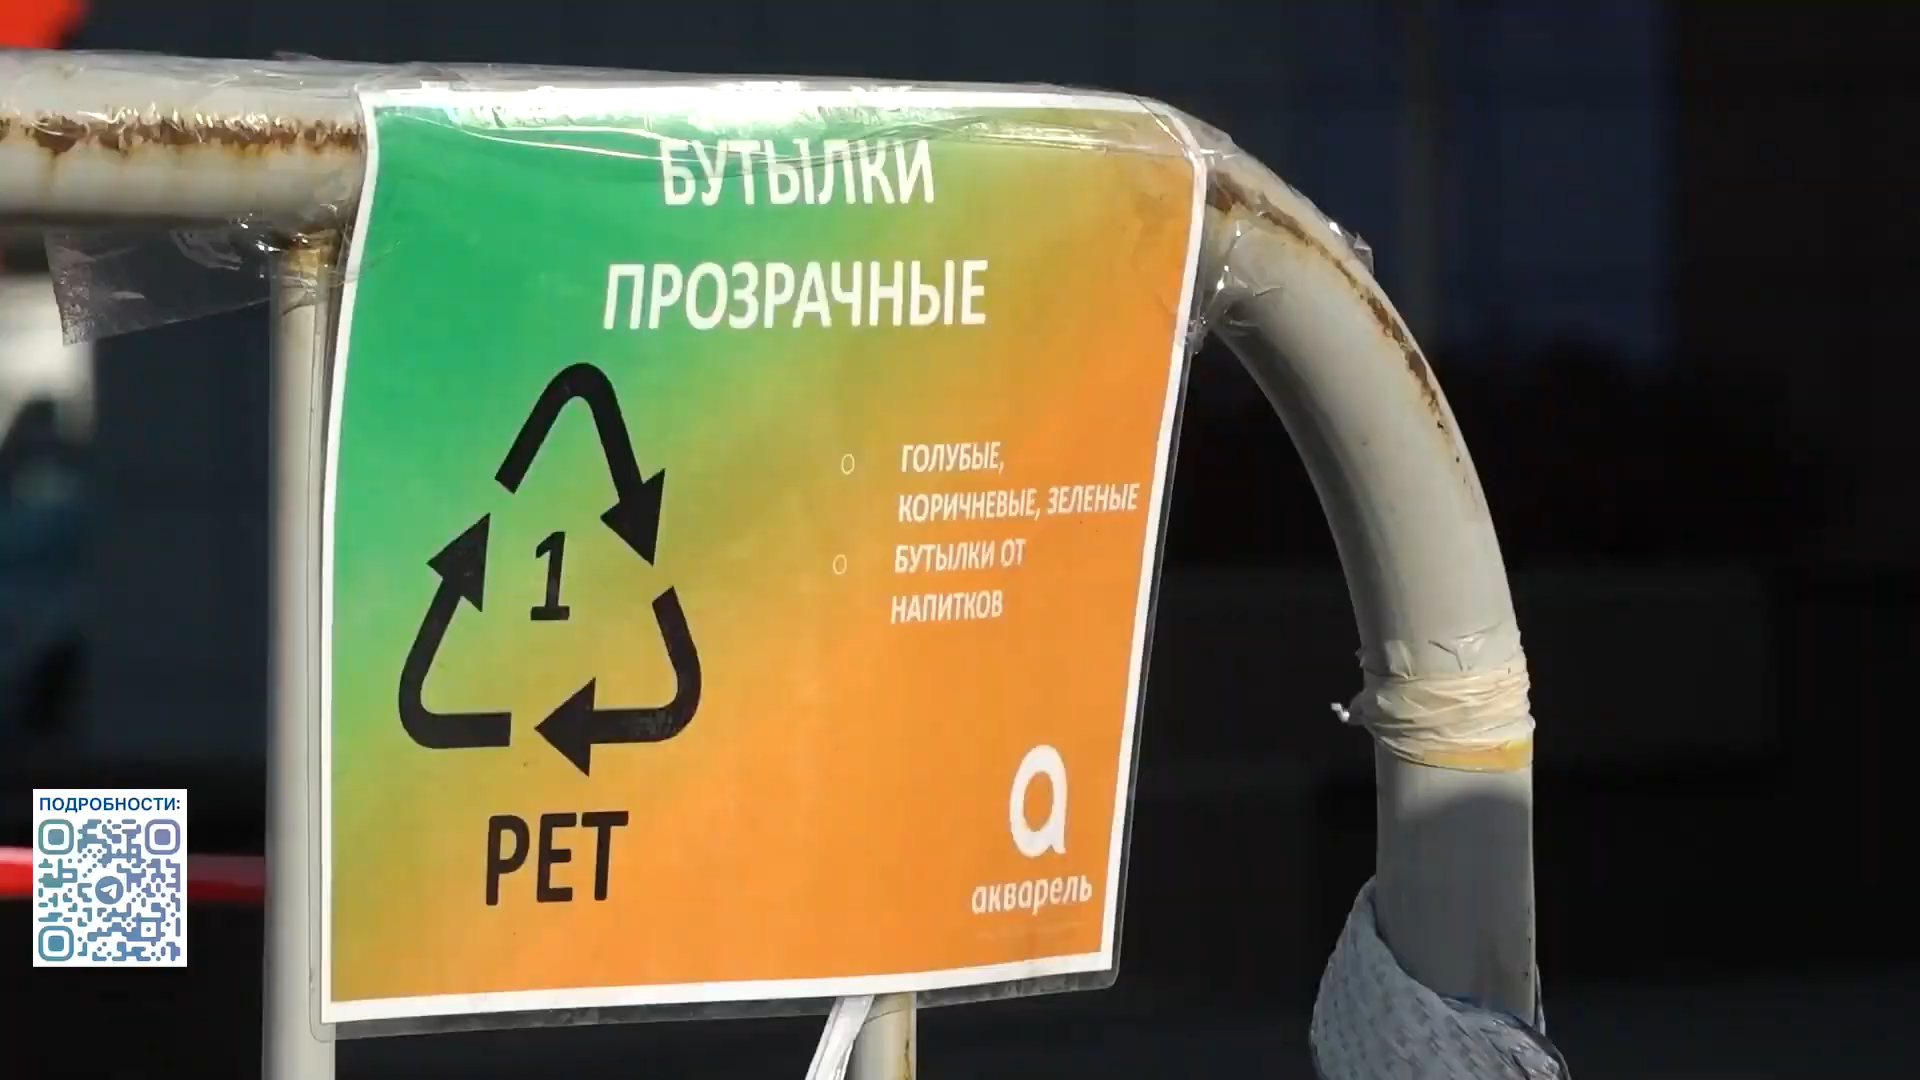 БУТЫЛКИ
ПРОЗРАЧНЫЕ
ГОЛУБЫЕ,
КОРИЧНЕВЫЕ, ЗЕЛЕНЫЕ
БУТЫЛКИ ОТ
НАПИТКОВ
1
PET
акварель
ПОДРОБНОСТИ: